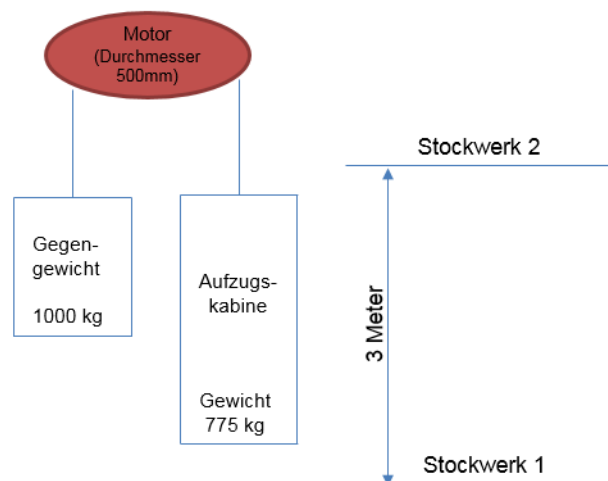 Motor
(Durchmesser
500mm)
Stockwerk 2
Gegen-
gewicht
1000 kg
Aufzugs-
kabine
Gewicht
775 kg
3 Meter
Stockwerk 1